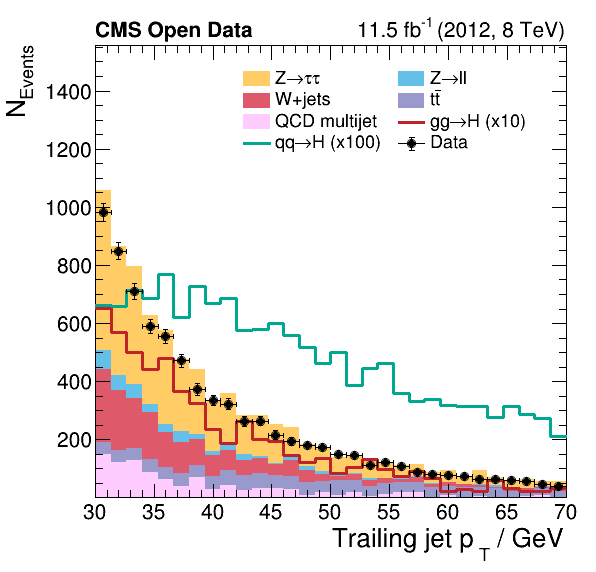 CMS Open Data 11.5 fb⁻¹ (2012, 8 TeV)
N_Events
Z→ττ Z→ll
W+jets tt̄
QCD multijet gg→H (x10)
qq→H (x100) Data
1400
1200
1000
800
600
400
200
30 35 40 45 50 55 60 65 70
Trailing jet p_T / GeV